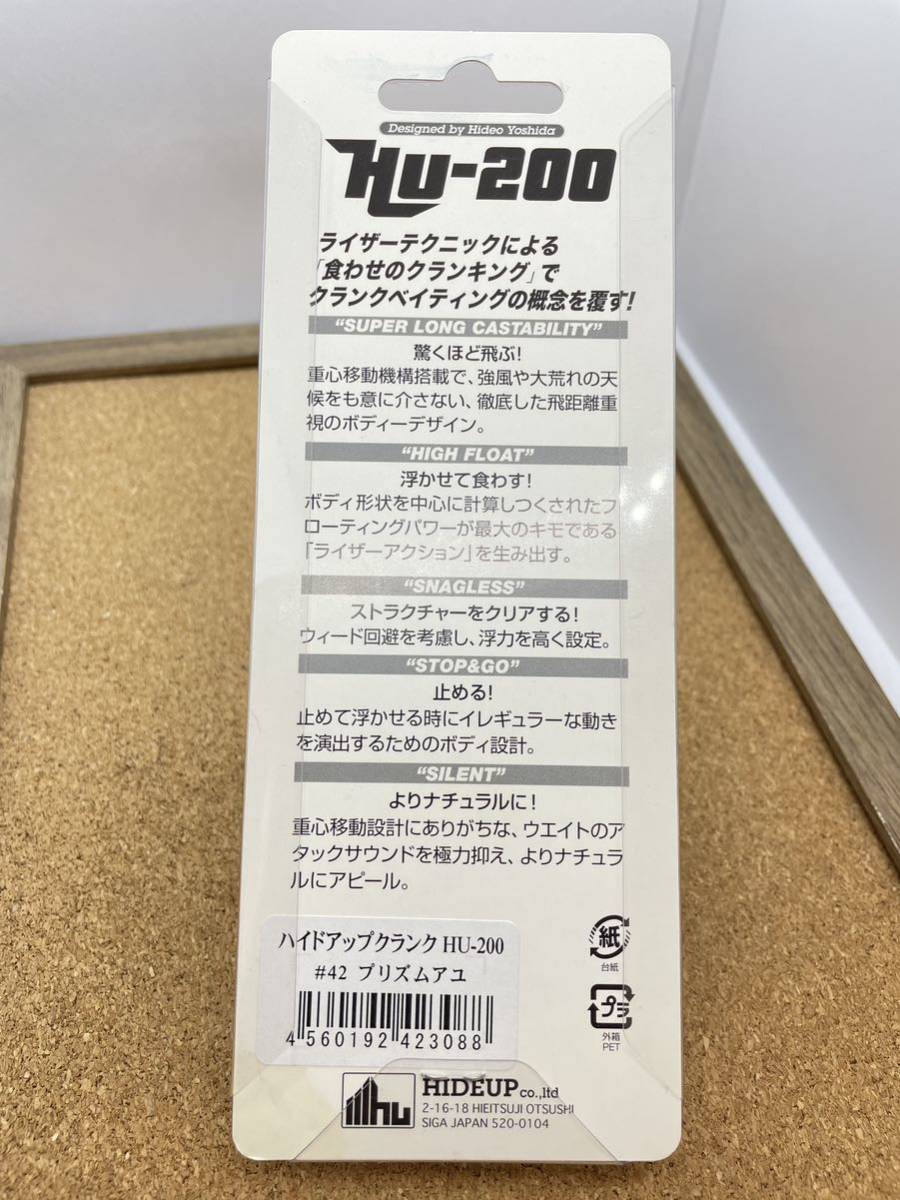 Designed by Hideo Yoshida
HU-200
ライザーテクニックによる
「食わせのクランキング」で
クランクベイティングの概念を覆す!
"SUPER LONG CASTABILITY"
驚くほど飛ぶ!
重心移動機構搭載で、強風や大荒れの天
候をも意に介さない、徹底した飛距離重
視のボディーデザイン。
"HIGH FLOAT"
浮かせて食わす!
ボディ形状を中心に計算しつくされたフ
ローティングパワーが最大のキモである
「ライザーアクション」を生み出す。
"SNAGLESS"
ストラクチャーをクリアする!
ウィード回避を考慮し、浮力を高く設定。
"STOP&GO"
止める!
止めて浮かせる時にイレギュラーな動き
を演出するためのボディ設計。
"SILENT"
よりナチュラルに!
重心移動設計にありがちな、ウエイトのア
タックサウンドを極力抑え、よりナチュラ
ルにアピール。
ハイドアップクランク HU-200
#42 プリズムアユ
4 560192 423088
紙
台紙
プラ
外箱
PET
hu
HIDEUP co.,ltd
2-16-18 HIEITSUJI OTSUSHI
SIGA JAPAN 520-0104